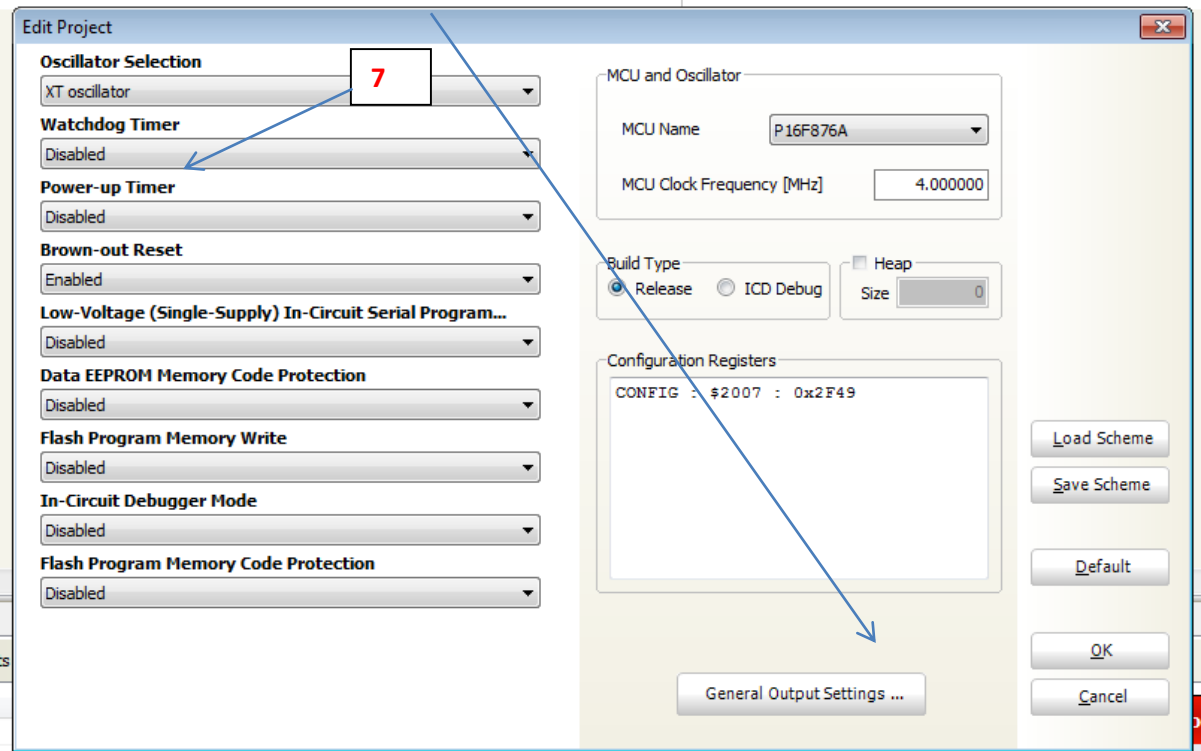 Edit Project
Oscillator Selection
XT oscillator
7
Watchdog Timer
Disabled
Power-up Timer
Disabled
Brown-out Reset
Enabled
Low-Voltage (Single-Supply) In-Circuit Serial Program...
Disabled
Data EEPROM Memory Code Protection
Disabled
Flash Program Memory Write
Disabled
In-Circuit Debugger Mode
Disabled
Flash Program Memory Code Protection
Disabled
MCU and Oscillator
MCU Name P16F876A
MCU Clock Frequency [MHz] 4.000000
Build Type
Release ICD Debug
Heap
Size 0
Configuration Registers
CONFIG : $2007 : 0x2F49
General Output Settings ...
Load Scheme
Save Scheme
Default
OK
Cancel